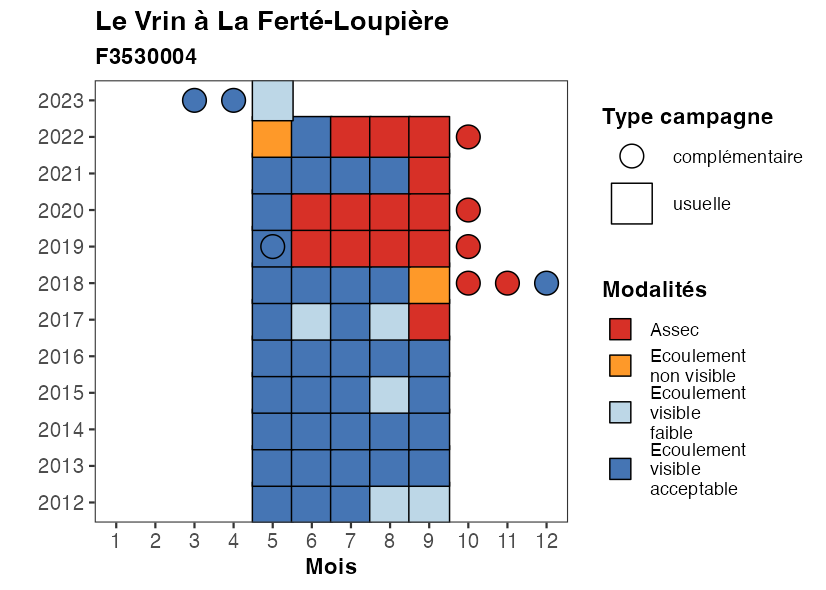 Le Vrin à La Ferté-Loupière
F3530004
2023
2022
2021
2020
2019
2018
2017
2016
2015
2014
2013
2012
1 2 3 4 5 6 7 8 9 10 11 12
Mois
Type campagne
complémentaire
usuelle
Modalités
Assec
Ecoulement
non visible
Ecoulement
visible
faible
Ecoulement
visible
acceptable